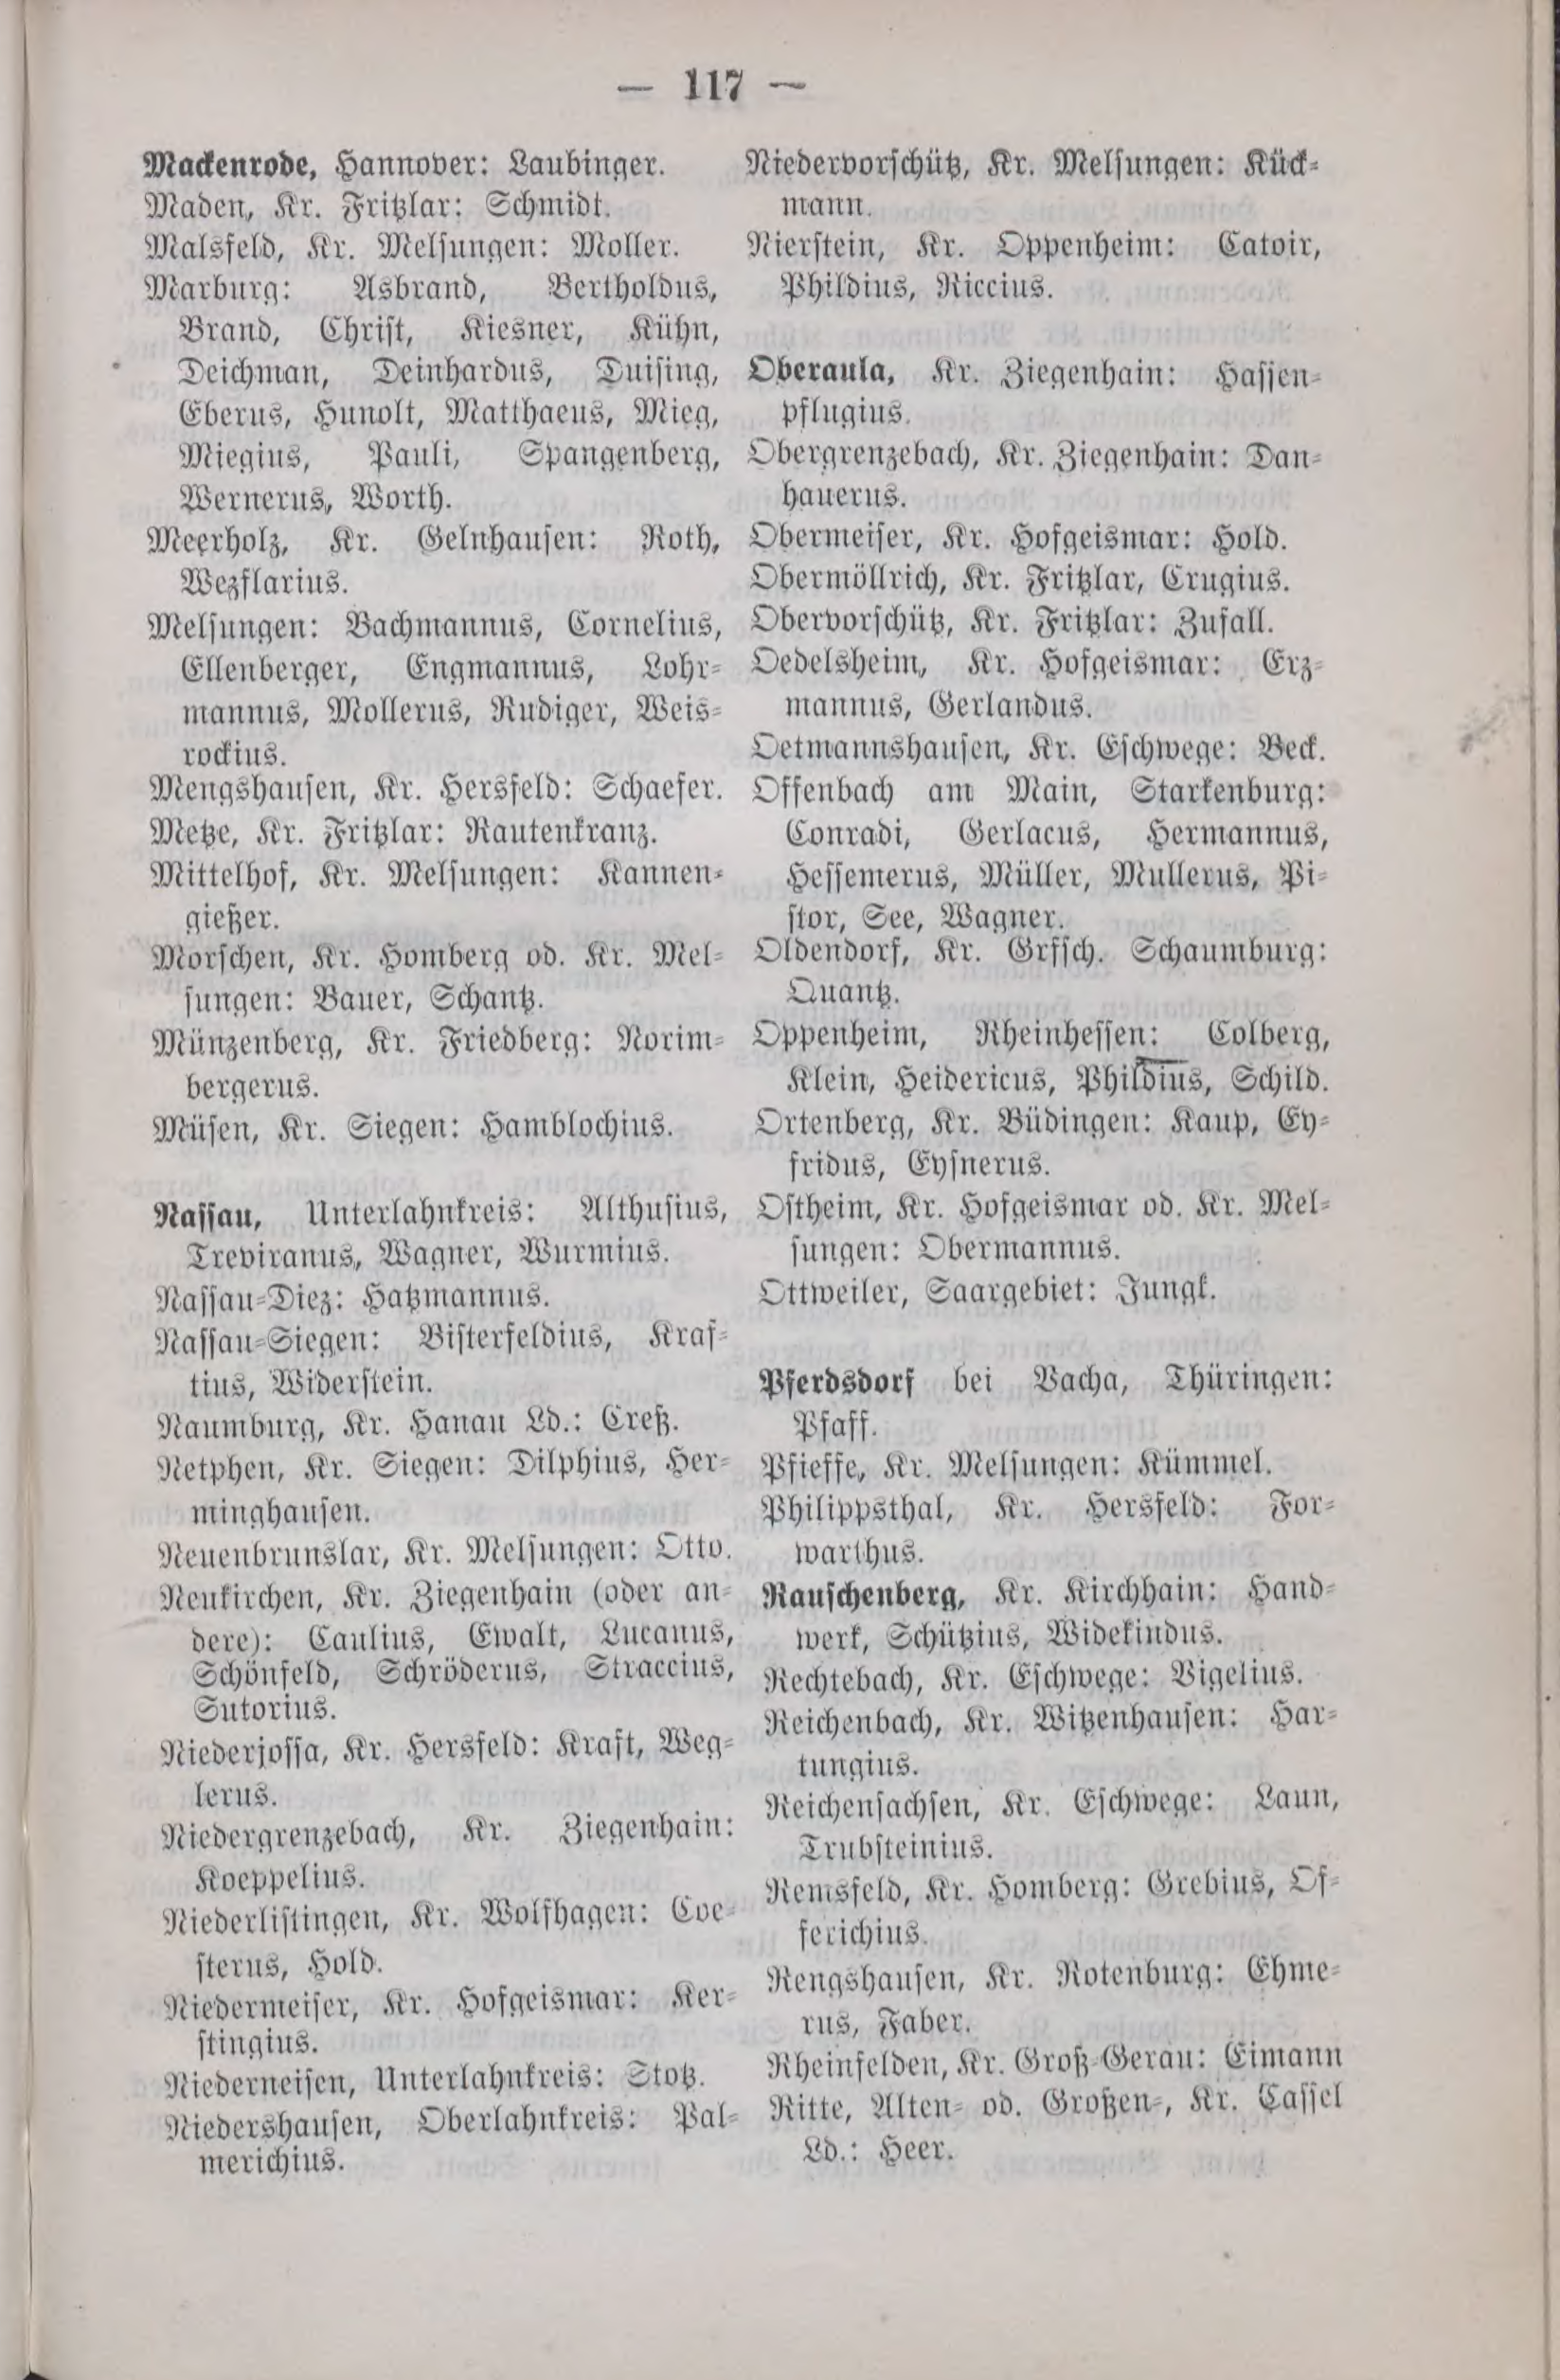 — 117 —
Mackenrode, Hannover: Laubinger.
Maden, Kr. Fritzlar: Schmidt.
Malsfeld, Kr. Melsungen: Moller.
Marburg: Asbrand, Bertholdus,
Brand, Christ, Kiesner, Kühn,
Deichman, Deinhardus, Duising,
Eberus, Hunolt, Matthaeus, Mieg,
Miegius, Pauli, Spangenberg,
Wernerus, Worth.
Meerholz, Kr. Gelnhausen: Roth,
Wezflarius.
Melsungen: Bachmannus, Cornelius,
Ellenberger, Engmannus, Lohr-
mannus, Mollerus, Rudiger, Weis-
rockius.
Mengshausen, Kr. Hersfeld: Schaefer.
Metze, Kr. Fritzlar: Rautenkranz.
Mittelhof, Kr. Melsungen: Kannen-
gießer.
Morschen, Kr. Homberg od. Kr. Mel-
sungen: Bauer, Schantz.
Münzenberg, Kr. Friedberg: Norim-
bergerus.
Müsen, Kr. Siegen: Hamblochius.
Nassau, Unterlahnkreis: Althusius,
Treviranus, Wagner, Wurmius.
Nassau-Diez: Hatzmannus.
Nassau-Siegen: Bisterfeldius, Kraf-
tius, Widerstein.
Naumburg, Kr. Hanau Ld.: Creß.
Netphen, Kr. Siegen: Dilphius, Her-
minghausen.
Neuenbrunslar, Kr. Melsungen: Otto.
Neukirchen, Kr. Ziegenhain (oder an-
dere): Caulius, Ewalt, Lucanus,
Schönfeld, Schröderus, Straccius,
Sutorius.
Niederjossa, Kr. Hersfeld: Kraft, Weg-
lerus.
Niedergrenzebach, Kr. Ziegenhain:
Koeppelius.
Niederlistingen, Kr. Wolfhagen: Coe-
sterus, Hold.
Niedermeiser, Kr. Hofgeismar: Ker-
stingius.
Niederneisen, Unterlahnkreis: Stotz.
Niedershausen, Oberlahnkreis: Pal-
merichius.
Niedervorschütz, Kr. Melsungen: Kück-
mann.
Nierstein, Kr. Oppenheim: Catoir,
Phildius, Riccius.
Oberaula, Kr. Ziegenhain: Hassen-
pflugius.
Obergrenzebach, Kr. Ziegenhain: Dan-
hauerus.
Obermeiser, Kr. Hofgeismar: Hold.
Obermöllrich, Kr. Fritzlar, Crugius.
Obervorschütz, Kr. Fritzlar: Zufall.
Oedelsheim, Kr. Hofgeismar: Erz-
mannus, Gerlandus.
Oetmannshausen, Kr. Eschwege: Beck.
Offenbach am Main, Starkenburg:
Conradi, Gerlacus, Hermannus,
Hessemerus, Müller, Mullerus, Pi-
stor, See, Wagner.
Oldendorf, Kr. Grfsch. Schaumburg:
Quantz.
Oppenheim, Rheinhessen: Colberg,
Klein, Heidericus, Phildius, Schild.
Ortenberg, Kr. Büdingen: Kaup, Ey-
fridus, Eysnerus.
Ostheim, Kr. Hofgeismar od. Kr. Mel-
sungen: Obermannus.
Ottweiler, Saargebiet: Jungk.
Pferdsdorf bei Vacha, Thüringen:
Pfaff.
Pfieffe, Kr. Melsungen: Kümmel.
Philippsthal, Kr. Hersfeld: For-
warthus.
Rauschenberg, Kr. Kirchhain: Hand-
werk, Schützius, Widekindus.
Rechtebach, Kr. Eschwege: Vigelius.
Reichenbach, Kr. Witzenhausen: Har-
tungius.
Reichensachsen, Kr. Eschwege: Laun,
Trubsteinius.
Remsfeld, Kr. Homberg: Grebius, Of-
ferichius.
Rengshausen, Kr. Rotenburg: Ehme-
rus, Faber.
Rheinfelden, Kr. Groß-Gerau: Eimann
Ritte, Alten- od. Großen-, Kr. Cassel
Ld.: Heer.